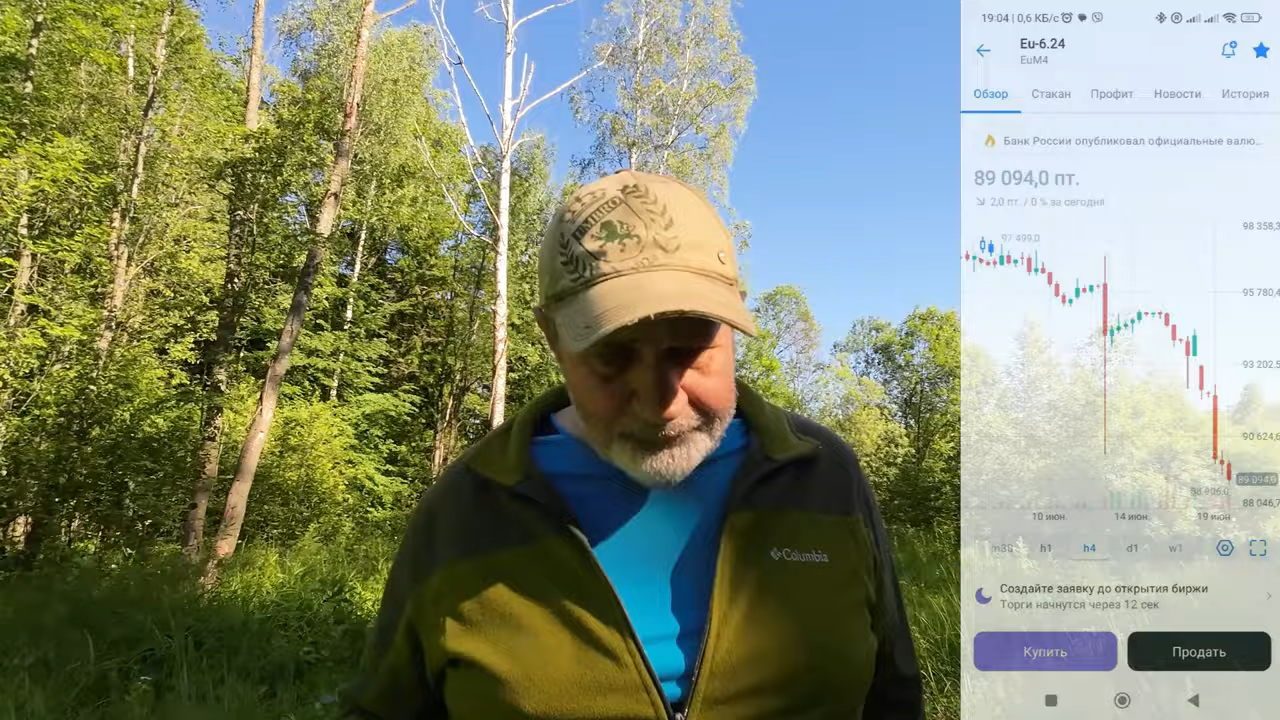 19:04 | 0,6 КБ/с
Eu-6.24
EuM4
Обзор Стакан Профит Новости История
Банк России опубликовал официальные валю...
89 094,0 пт.
2,0 пт. / 0 % за сегодня
98 358,3
97 499,0
95 780,4
93 202,5
90 624,6
89 094,0
88 046,7
10 июн. 14 июн. 19 июн.
m30 h1 h4 d1 w1
Создайте заявку до открытия биржи
Торги начнутся через 12 сек
Купить Продать
Columbia